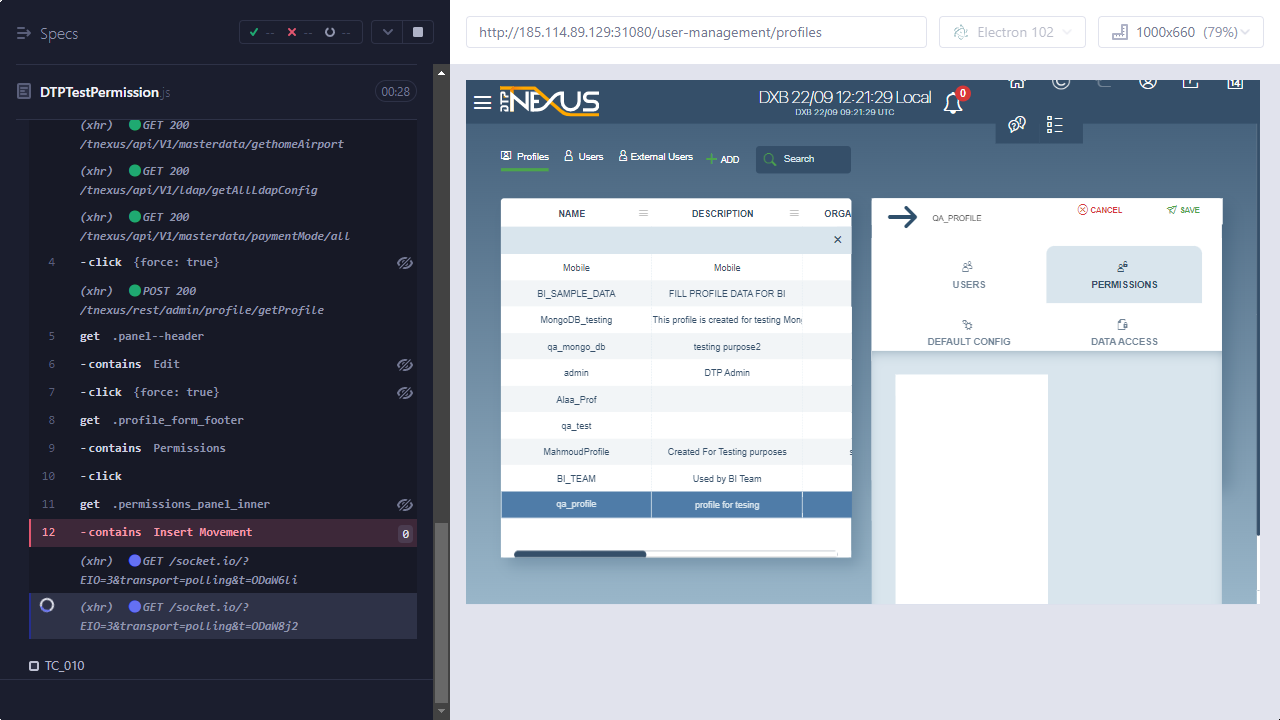 Specs
-- -- --
http://185.114.89.129:31080/user-management/profiles
Electron 102
1000x660 (79%)
DTPTestPermission.js
00:28
(xhr) GET 200
/tnexus/api/V1/masterdata/gethomeAirport
(xhr) GET 200
/tnexus/api/V1/ldap/getAllLdapConfig
(xhr) GET 200
/tnexus/api/V1/masterdata/paymentMode/all
4 -click {force: true}
(xhr) POST 200
/tnexus/rest/admin/profile/getProfile
5 get .panel--header
6 -contains Edit
7 -click {force: true}
8 get .profile_form_footer
9 -contains Permissions
10 -click
11 get .permissions_panel_inner
12 -contains Insert Movement 0
(xhr) GET /socket.io/?
EIO=3&transport=polling&t=ODaW6li
(xhr) GET /socket.io/?
EIO=3&transport=polling&t=ODaW8j2
TC_010
DTP NEXUS
DXB 22/09 12:21:29 Local
DXB 22/09 09:21:29 UTC
0
14
Profiles
Users
External Users
ADD
Search
NAME DESCRIPTION ORGA
Mobile Mobile
BI_SAMPLE_DATA FILL PROFILE DATA FOR BI
MongoDB_testing This profile is created for testing Mon
qa_mongo_db testing purpose2
admin DTP Admin
Alaa_Prof
qa_test
MahmoudProfile Created For Testing purposes s
BI_TEAM Used by BI Team
qa_profile profile for tesing
QA_PROFILE
CANCEL
SAVE
USERS
PERMISSIONS
DEFAULT CONFIG
DATA ACCESS